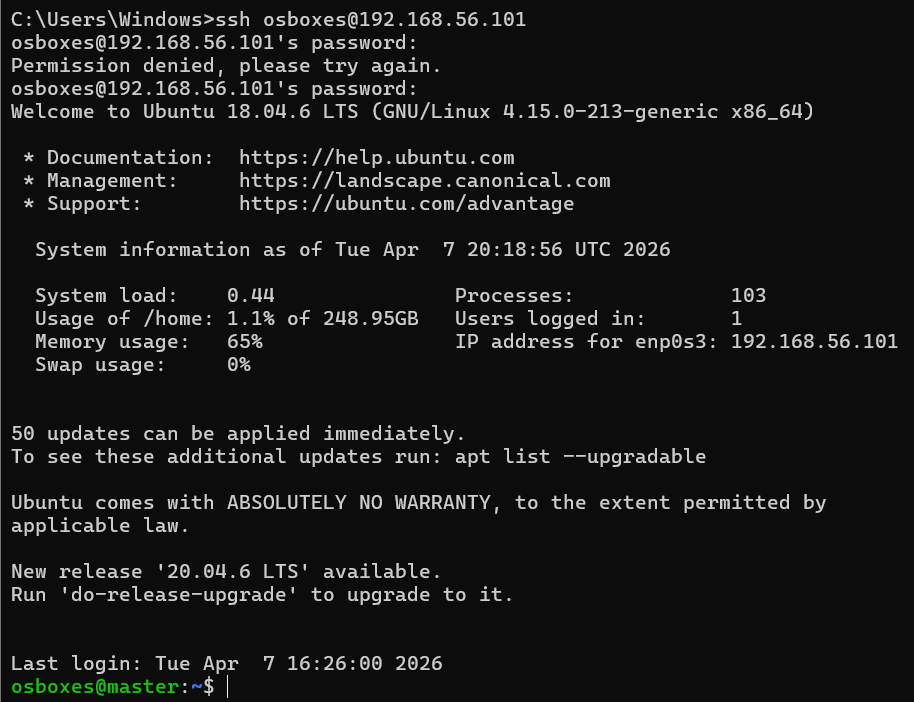 C:\Users\Windows>ssh osboxes@192.168.56.101
osboxes@192.168.56.101's password:
Permission denied, please try again.
osboxes@192.168.56.101's password:
Welcome to Ubuntu 18.04.6 LTS (GNU/Linux 4.15.0-213-generic x86_64)

 * Documentation:  https://help.ubuntu.com
 * Management:     https://landscape.canonical.com
 * Support:        https://ubuntu.com/advantage

  System information as of Tue Apr  7 20:18:56 UTC 2026

  System load:    0.44               Processes:             103
  Usage of /home: 1.1% of 248.95GB   Users logged in:       1
  Memory usage:   65%                IP address for enp0s3: 192.168.56.101
  Swap usage:     0%


50 updates can be applied immediately.
To see these additional updates run: apt list --upgradable

Ubuntu comes with ABSOLUTELY NO WARRANTY, to the extent permitted by
applicable law.

New release '20.04.6 LTS' available.
Run 'do-release-upgrade' to upgrade to it.


Last login: Tue Apr  7 16:26:00 2026
osboxes@master:~$